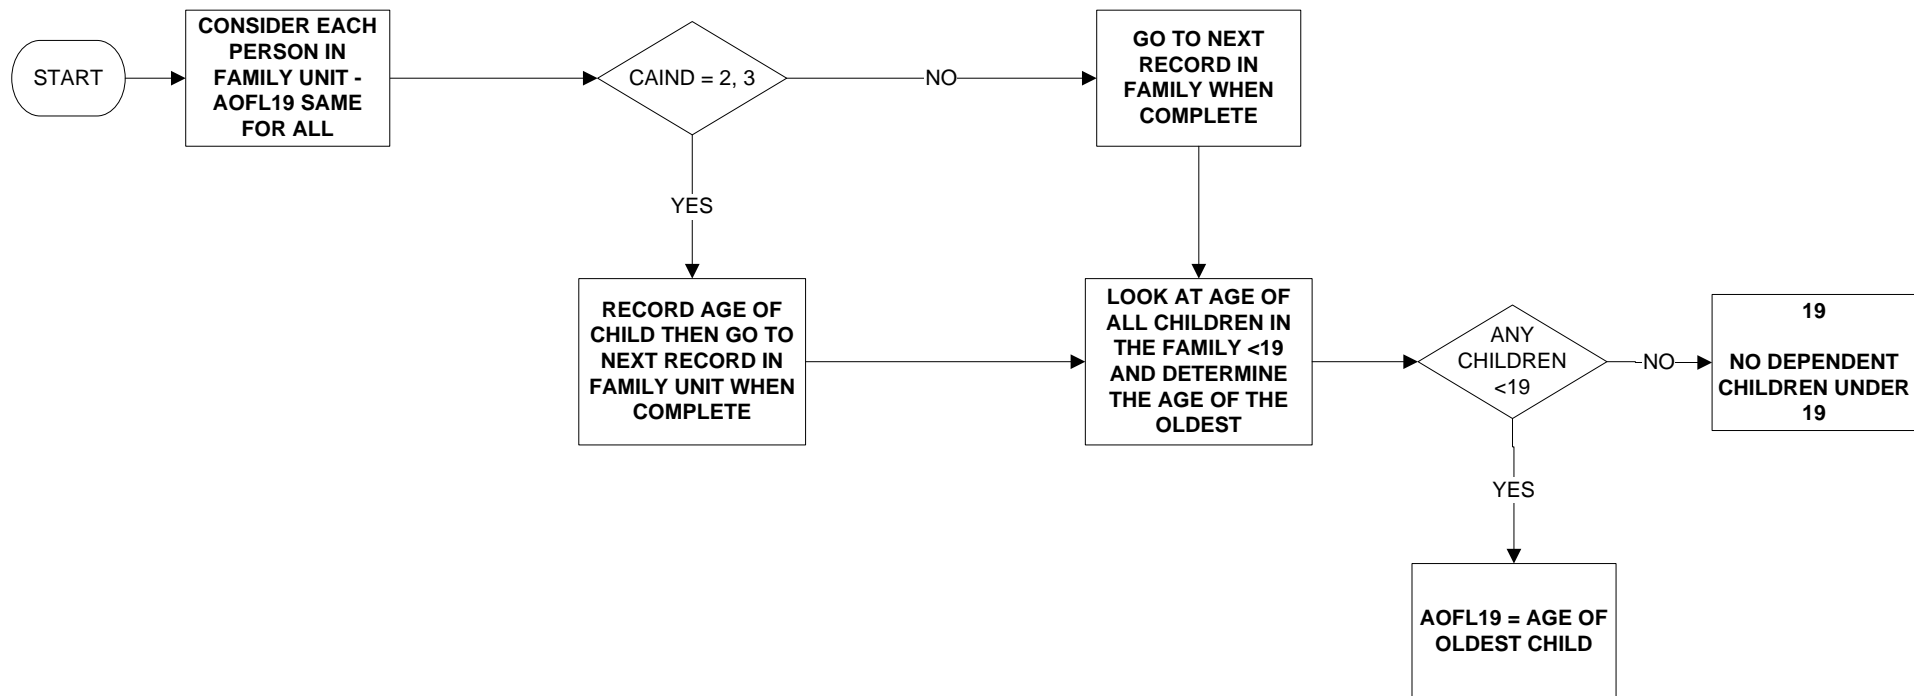 START
CONSIDER EACH
PERSON IN
FAMILY UNIT -
AOFL19 SAME
FOR ALL
CAIND = 2, 3
NO
GO TO NEXT
RECORD IN
FAMILY WHEN
COMPLETE
YES
RECORD AGE OF
CHILD THEN GO TO
NEXT RECORD IN
FAMILY UNIT WHEN
COMPLETE
LOOK AT AGE OF
ALL CHILDREN IN
THE FAMILY <19
AND DETERMINE
THE AGE OF THE
OLDEST
ANY
CHILDREN
<19
NO
19
NO DEPENDENT
CHILDREN UNDER
19
YES
AOFL19 = AGE OF
OLDEST CHILD